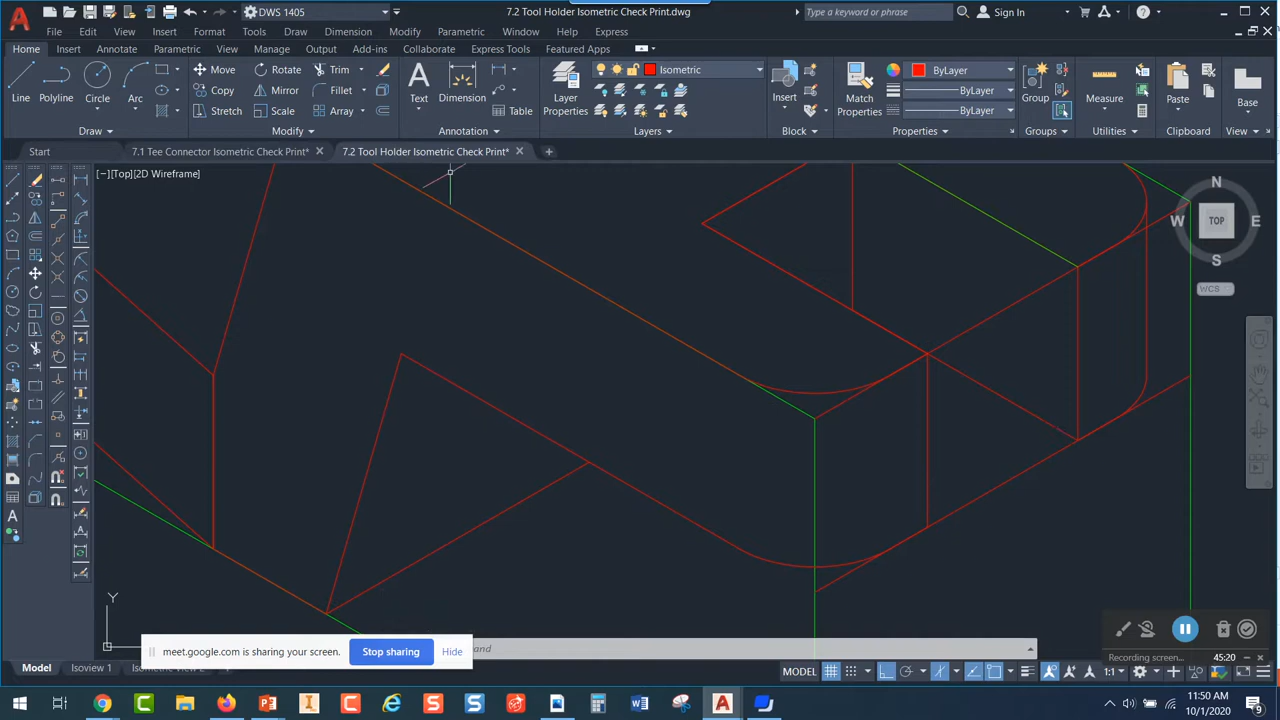 DWS 1405
7.2 Tool Holder Isometric Check Print.dwg
Type a keyword or phrase
Sign In
File Edit View Insert Format Tools Draw Dimension Modify Parametric Window Help Express
Home Insert Annotate Parametric View Manage Output Add-ins Collaborate Express Tools Featured Apps
Line
Polyline
Circle
Arc
Move
Rotate
Trim
Copy
Mirror
Fillet
Stretch
Scale
Array
Text
Dimension
Table
Layer
Properties
Isometric
Insert
Match
Properties
ByLayer
ByLayer
ByLayer
Group
Measure
Paste
Base
Draw
Modify
Annotation
Layers
Block
Properties
Groups
Utilities
Clipboard
View
Start
7.1 Tee Connector Isometric Check Print*
7.2 Tool Holder Isometric Check Print*
[−][Top][2D Wireframe]
N
W TOP E
S
WCS
Y
meet.google.com is sharing your screen.
Stop sharing
Hide
Recording screen...
45:20
Model
Isoview 1
MODEL
1:1
11:50 AM
10/1/2020